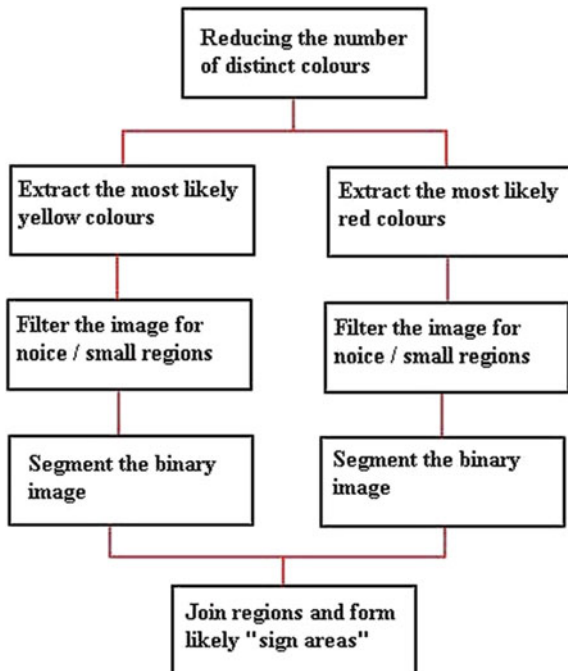 Reducing the number
of distinct colours
Extract the most likely
yellow colours
Extract the most likely
red colours
Filter the image for
noice / small regions
Filter the image for
noice / small regions
Segment the binary
image
Segment the binary
image
Join regions and form
likely "sign areas"